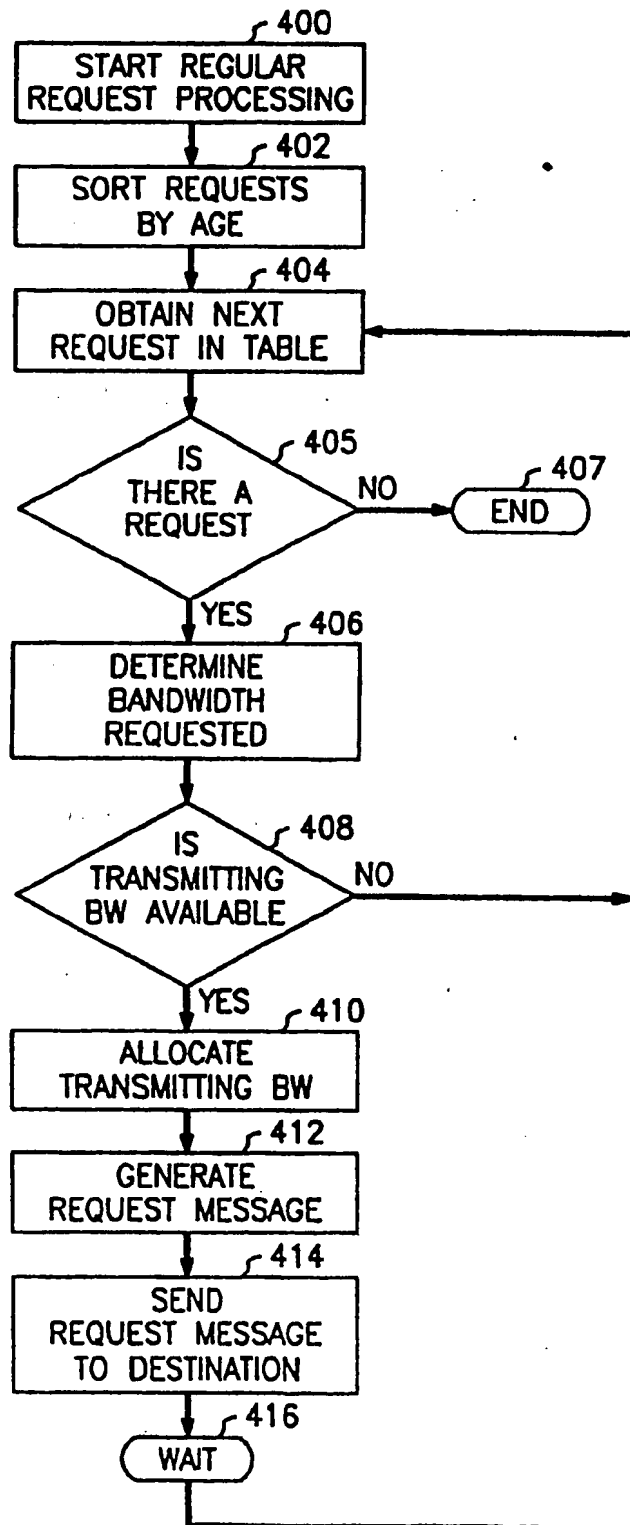 400
START REGULAR
REQUEST PROCESSING
402
SORT REQUESTS
BY AGE
404
OBTAIN NEXT
REQUEST IN TABLE
405
IS
THERE A
REQUEST
NO
407
END
YES
406
DETERMINE
BANDWIDTH
REQUESTED
408
IS
TRANSMITTING
BW AVAILABLE
NO
YES
410
ALLOCATE
TRANSMITTING BW
412
GENERATE
REQUEST MESSAGE
414
SEND
REQUEST MESSAGE
TO DESTINATION
416
WAIT